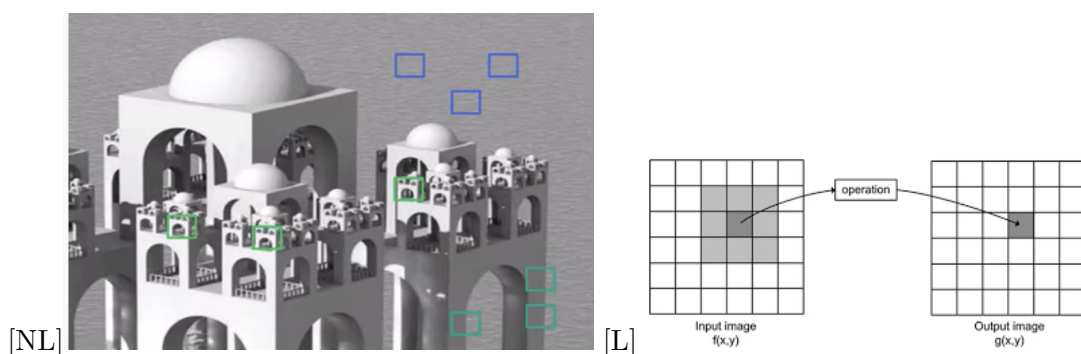 operation
Input image
f(x,y)
Output image
g(x,y)
[NL]
[L]